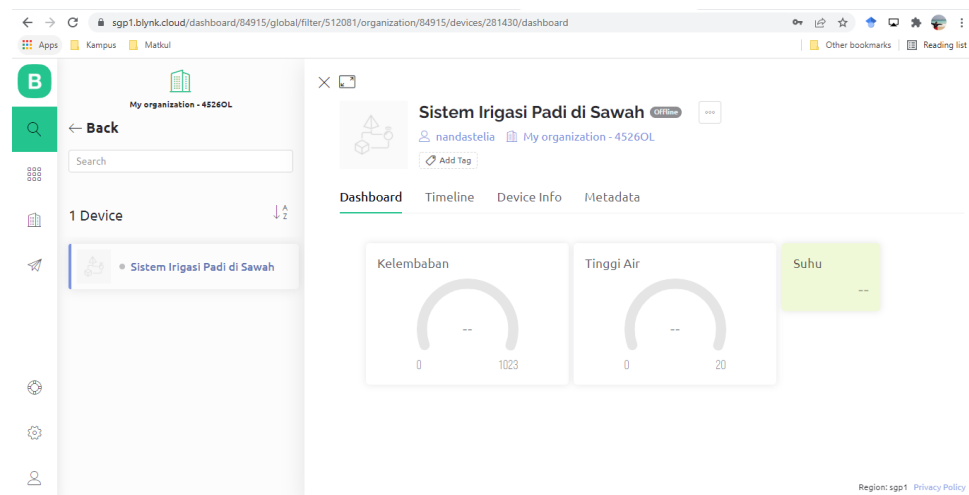 sgp1.blynk.cloud/dashboard/84915/global/filter/512081/organization/84915/devices/281430/dashboard
Apps Kampus Matkul Other bookmarks Reading list
B
My organization - 4526OL
← Back
Search
1 Device
A
Z
Sistem Irigasi Padi di Sawah
Sistem Irigasi Padi di Sawah Offline
nandastelia My organization - 4526OL
Add Tag
Dashboard Timeline Device Info Metadata
Kelembaban
--
0 1023
Tinggi Air
--
0 20
Suhu
--
Region: sgp1 Privacy Policy